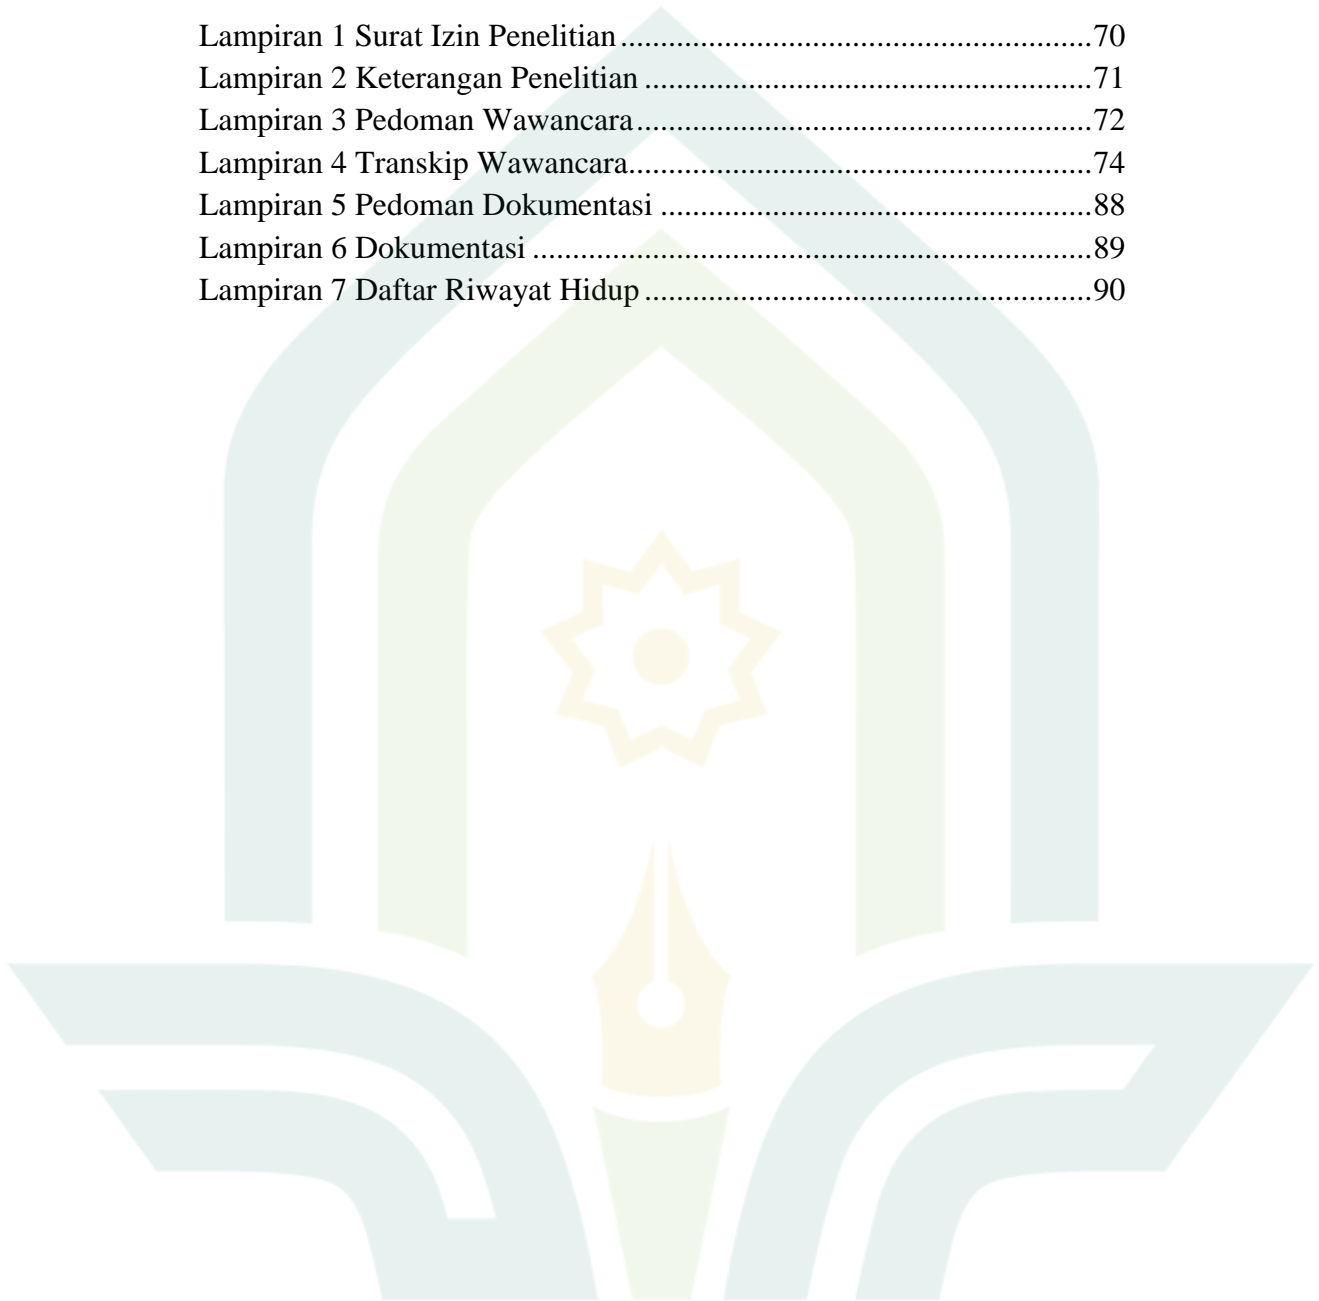 Lampiran 1 Surat Izin Penelitian..........................................................70
Lampiran 2 Keterangan Penelitian .......................................................71
Lampiran 3 Pedoman Wawancara........................................................72
Lampiran 4 Transkip Wawancara.........................................................74
Lampiran 5 Pedoman Dokumentasi .....................................................88
Lampiran 6 Dokumentasi .....................................................................89
Lampiran 7 Daftar Riwayat Hidup .......................................................90